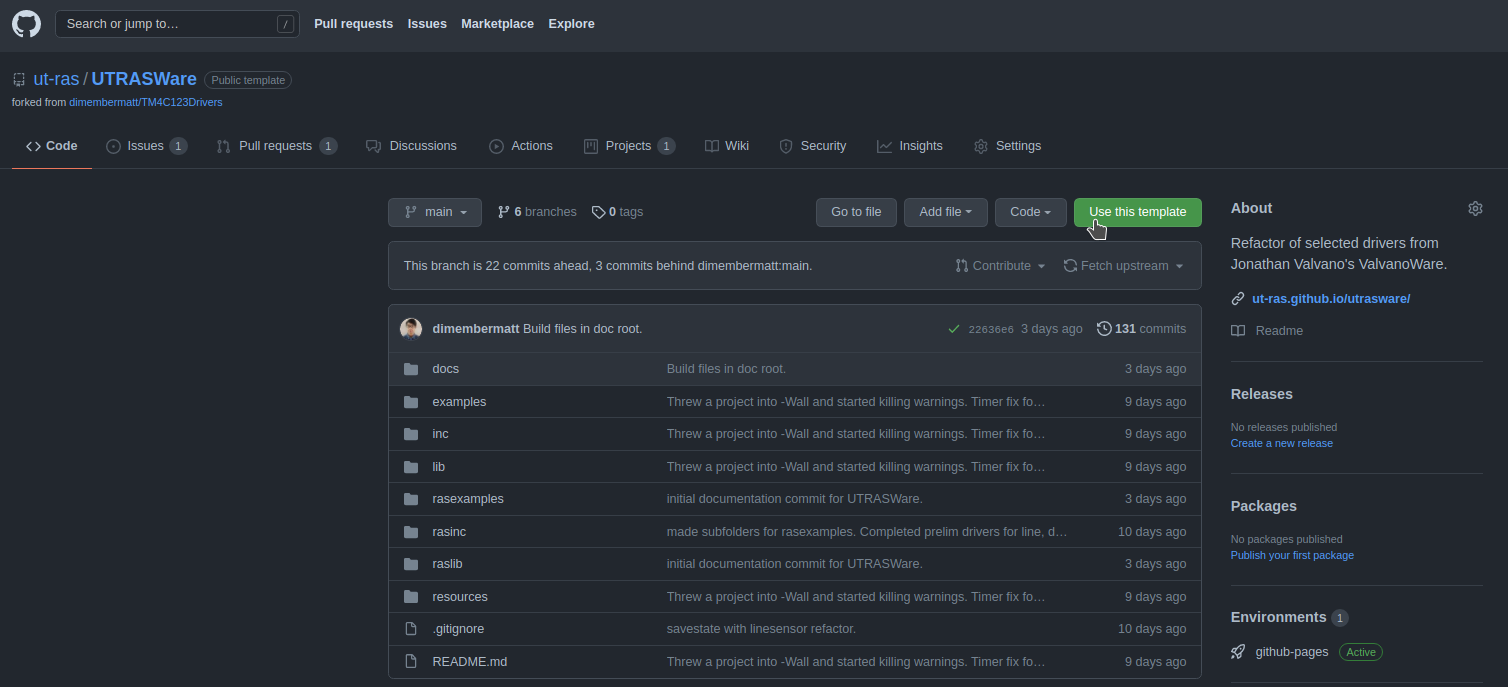 Search or jump to… /
Pull requests Issues Marketplace Explore
ut-ras / UTRASWare Public template
forked from dimembermatt/TM4C123Drivers
Code Issues 1 Pull requests 1 Discussions Actions Projects 1 Wiki Security Insights Settings
main 6 branches 0 tags Go to file Add file Code Use this template
This branch is 22 commits ahead, 3 commits behind dimembermatt:main. Contribute Fetch upstream
dimembermatt Build files in doc root. 22636e6 3 days ago 131 commits
docs Build files in doc root. 3 days ago
examples Threw a project into -Wall and started killing warnings. Timer fix fo… 9 days ago
inc Threw a project into -Wall and started killing warnings. Timer fix fo… 9 days ago
lib Threw a project into -Wall and started killing warnings. Timer fix fo… 9 days ago
rasexamples initial documentation commit for UTRASWare. 3 days ago
rasinc made subfolders for rasexamples. Completed prelim drivers for line, d… 10 days ago
raslib initial documentation commit for UTRASWare. 3 days ago
resources Threw a project into -Wall and started killing warnings. Timer fix fo… 9 days ago
.gitignore savestate with linesensor refactor. 10 days ago
README.md Threw a project into -Wall and started killing warnings. Timer fix fo… 9 days ago
About
Refactor of selected drivers from
Jonathan Valvano's ValvanoWare.
ut-ras.github.io/utrasware/
Readme
Releases
No releases published
Create a new release
Packages
No packages published
Publish your first package
Environments 1
github-pages Active